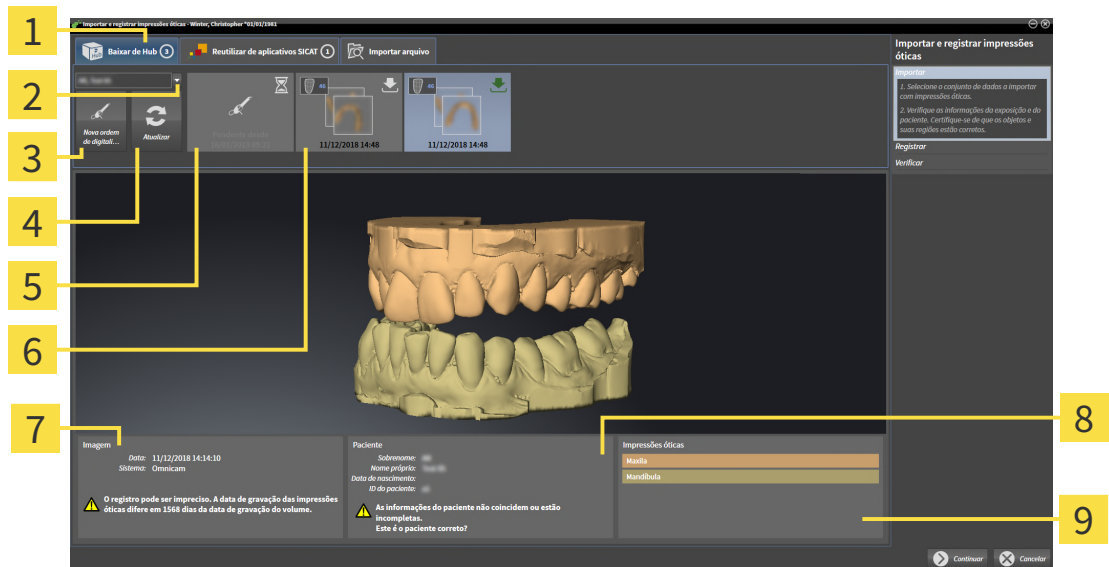 Importar e registrar impressões óticas - Winter, Christopher *01/01/1981
1
2
3
4
5
6
7
8
9
Baixar de Hub 3
Reutilizar de aplicativos SICAT 1
Importar arquivo
Nova ordem
de digitali...
Atualizar
46
11/12/2018 14:48
46
11/12/2018 14:48
Importar e registrar impressões
óticas
Importar
1. Selecione o conjunto de dados a importar
com impressões óticas.
2. Verifique as informações da exposição e do
paciente. Certifique-se de que os objetos e
suas regiões estão corretos.
Registrar
Verificar
Imagem
Data: 11/12/2018 14:14:10
Sistema: Omnicam
O registro pode ser impreciso. A data de gravação das impressões
óticas difere em 1568 dias da data de gravação do volume.
Paciente
Sobrenome:
Nome próprio:
Data de nascimento:
ID do paciente:
As informações do paciente não coincidem ou estão
incompletas.
Este é o paciente correto?
Impressões óticas
Maxila
Mandíbula
Continuar
Cancelar